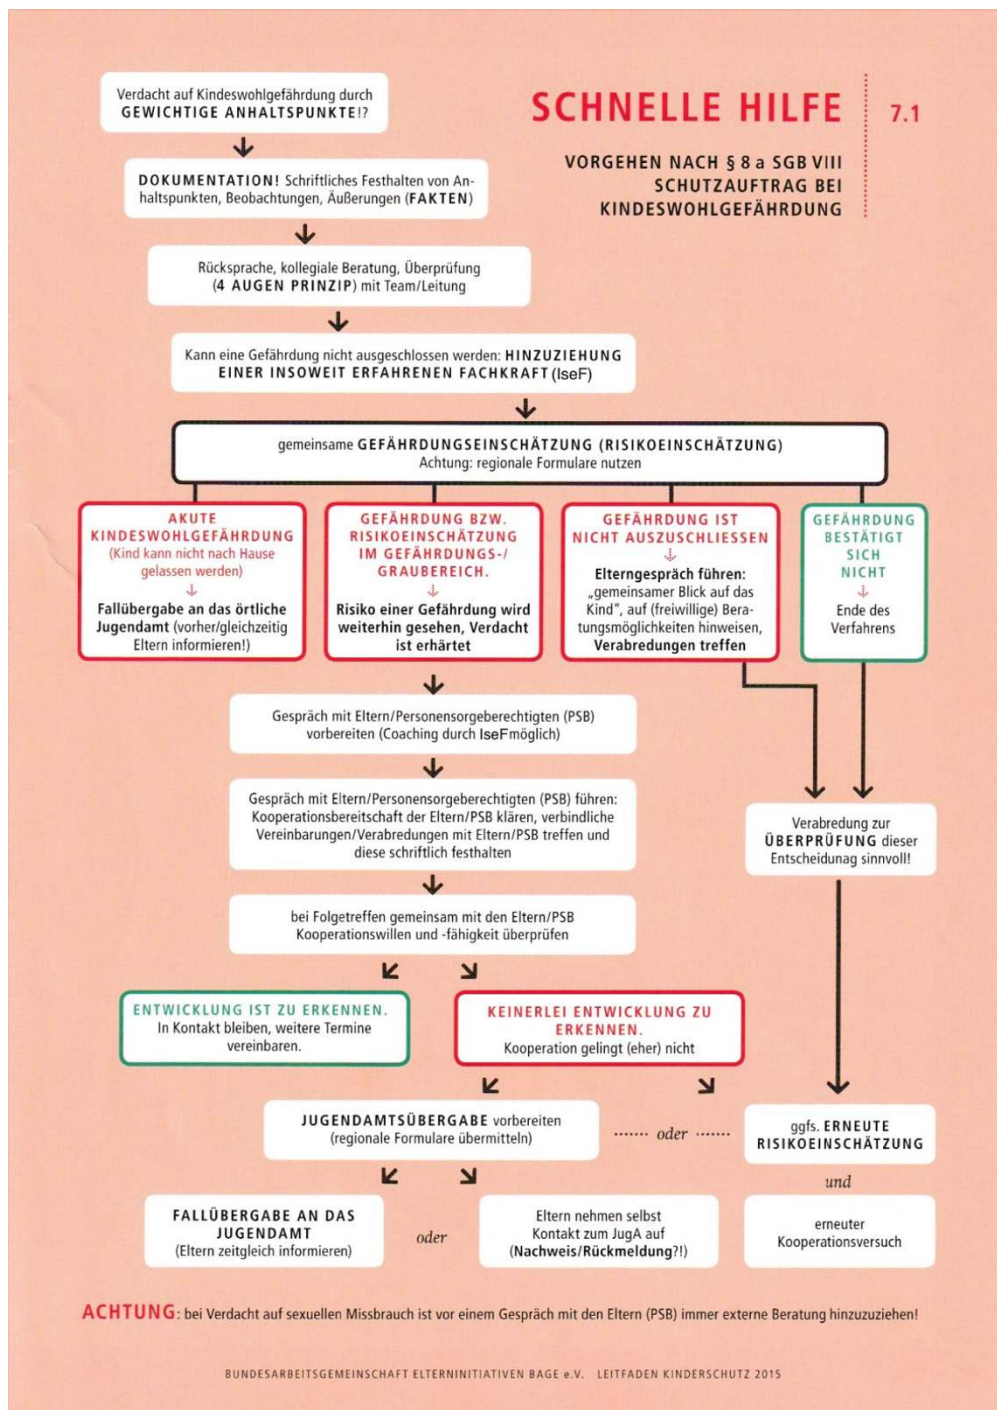 SCHNELLE HILFE
7.1
VORGEHEN NACH § 8 a SGB VIII
SCHUTZAUFTRAG BEI
KINDESWOHLGEFÄHRDUNG
Verdacht auf Kindeswohlgefährdung durch
GEWICHTIGE ANHALTSPUNKTE!?
DOKUMENTATION! Schriftliches Festhalten von An-
haltspunkten, Beobachtungen, Äußerungen (FAKTEN)
Rücksprache, kollegiale Beratung, Überprüfung
(4 AUGEN PRINZIP) mit Team/Leitung
Kann eine Gefährdung nicht ausgeschlossen werden: HINZUZIEHUNG
EINER INSOWEIT ERFAHRENEN FACHKRAFT (IseF)
gemeinsame GEFÄHRDUNGSEINSCHÄTZUNG (RISIKOEINSCHÄTZUNG)
Achtung: regionale Formulare nutzen
AKUTE
KINDESWOHLGEFÄHRDUNG
(Kind kann nicht nach Hause
gelassen werden)
Fallübergabe an das örtliche
Jugendamt (vorher/gleichzeitig
Eltern informieren!)
GEFÄHRDUNG BZW.
RISIKOEINSCHÄTZUNG
IM GEFÄHRDUNGS-/
GRAUBEREICH.
Risiko einer Gefährdung wird
weiterhin gesehen, Verdacht
ist erhärtet
GEFÄHRDUNG IST
NICHT AUSZUSCHLIESSEN
Elterngespräch führen:
„gemeinsamer Blick auf das
Kind“, auf (freiwillige) Bera-
tungsmöglichkeiten hinweisen,
Verabredungen treffen
GEFÄHRDUNG
BESTÄTIGT
SICH
NICHT
Ende des
Verfahrens
Gespräch mit Eltern/Personensorgeberechtigten (PSB)
vorbereiten (Coaching durch IseFmöglich)
Gespräch mit Eltern/Personensorgeberechtigten (PSB) führen:
Kooperationsbereitschaft der Eltern/PSB klären, verbindliche
Vereinbarungen/Verabredungen mit Eltern/PSB treffen und
diese schriftlich festhalten
Verabredung zur
ÜBERPRÜFUNG dieser
Entscheidunag sinnvoll!
bei Folgetreffen gemeinsam mit den Eltern/PSB
Kooperationswillen und -fähigkeit überprüfen
ENTWICKLUNG IST ZU ERKENNEN.
In Kontakt bleiben, weitere Termine
vereinbaren.
KEINERLEI ENTWICKLUNG ZU
ERKENNEN.
Kooperation gelingt (eher) nicht
JUGENDAMTSÜBERGABE vorbereiten
(regionale Formulare übermitteln)
oder
ggfs. ERNEUTE
RISIKOEINSCHÄTZUNG
und
FALLÜBERGABE AN DAS
JUGENDAMT
(Eltern zeitgleich informieren)
oder
Eltern nehmen selbst
Kontakt zum JugA auf
(Nachweis/Rückmeldung?!)
erneuter
Kooperationsversuch
ACHTUNG: bei Verdacht auf sexuellen Missbrauch ist vor einem Gespräch mit den Eltern (PSB) immer externe Beratung hinzuzuziehen!
BUNDESARBEITSGEMEINSCHAFT ELTERNINITIATIVEN BAGE e.V. LEITFADEN KINDERSCHUTZ 2015